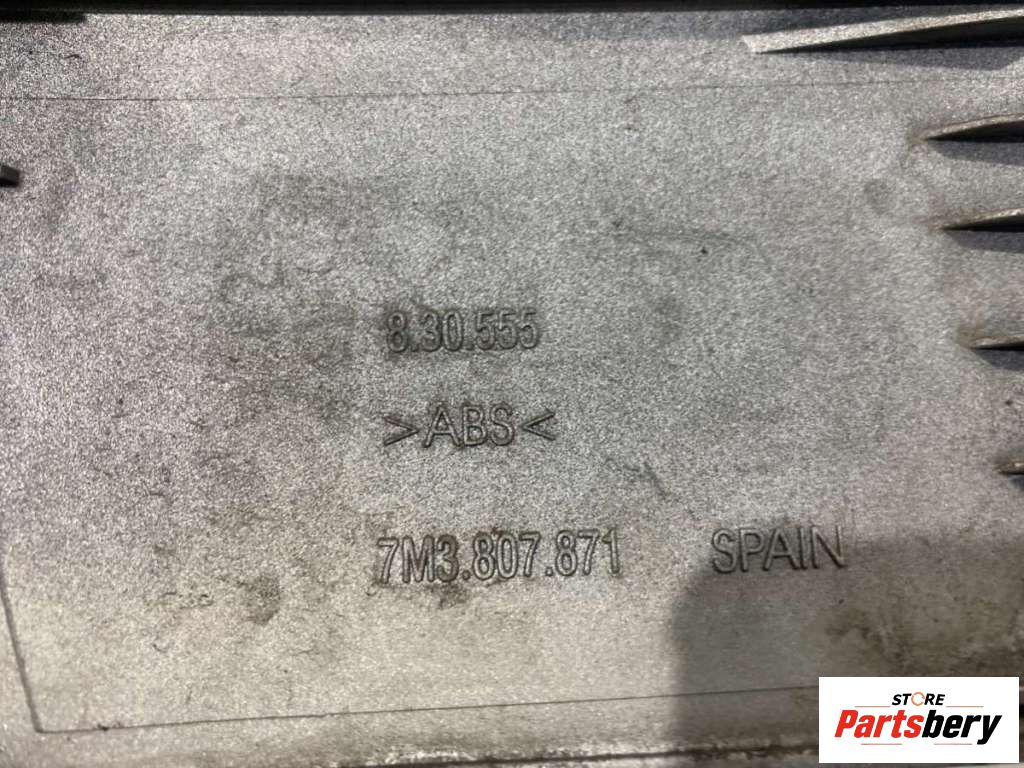 8.30.555
>ABS<
7M3.807.871 SPAIN
STORE
Partsbery